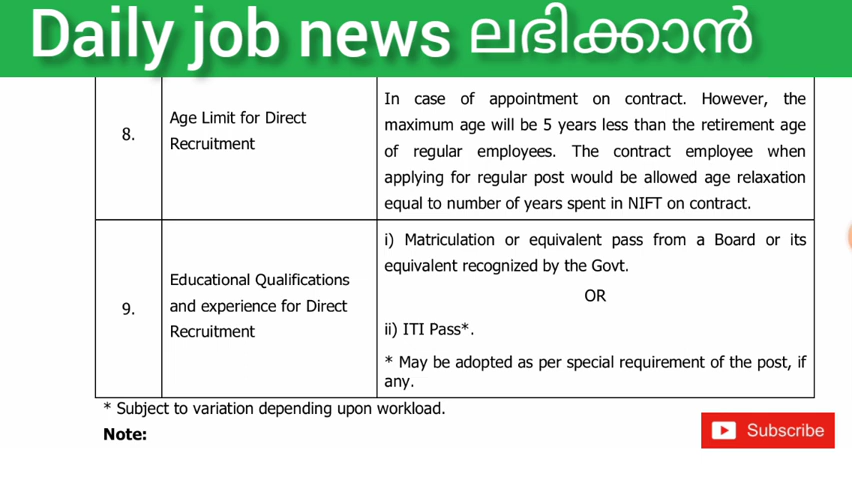 Daily job news ലഭിക്കാൻ
8.
Age Limit for Direct
Recruitment
In case of appointment on contract. However, the
maximum age will be 5 years less than the retirement age
of regular employees. The contract employee when
applying for regular post would be allowed age relaxation
equal to number of years spent in NIFT on contract.
9.
Educational Qualifications
and experience for Direct
Recruitment
i) Matriculation or equivalent pass from a Board or its
equivalent recognized by the Govt.
OR
ii) ITI Pass*.
* May be adopted as per special requirement of the post, if
any.
* Subject to variation depending upon workload.
Note:
Subscribe